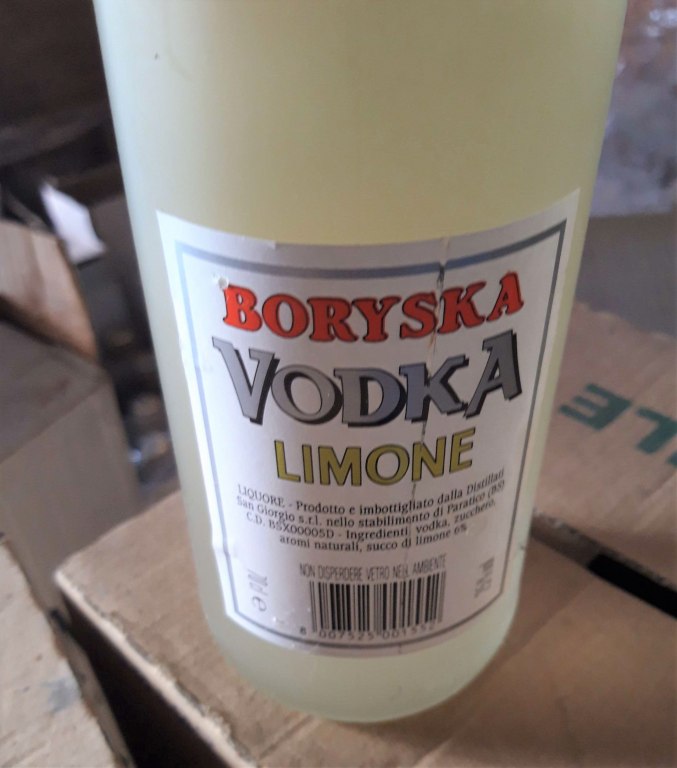 BORYSKA
VODKA
LIMONE
LIQUORE - Prodotto e imbottigliato dalla Distillati
San Giorgio s.r.l. nello stabilimento di Paratico (BS)
C.D. BSX00005D - Ingredienti: vodka, zucchero,
aromi naturali, succo di limone 6%
NON DISPERDERE VETRO NELL'AMBIENTE